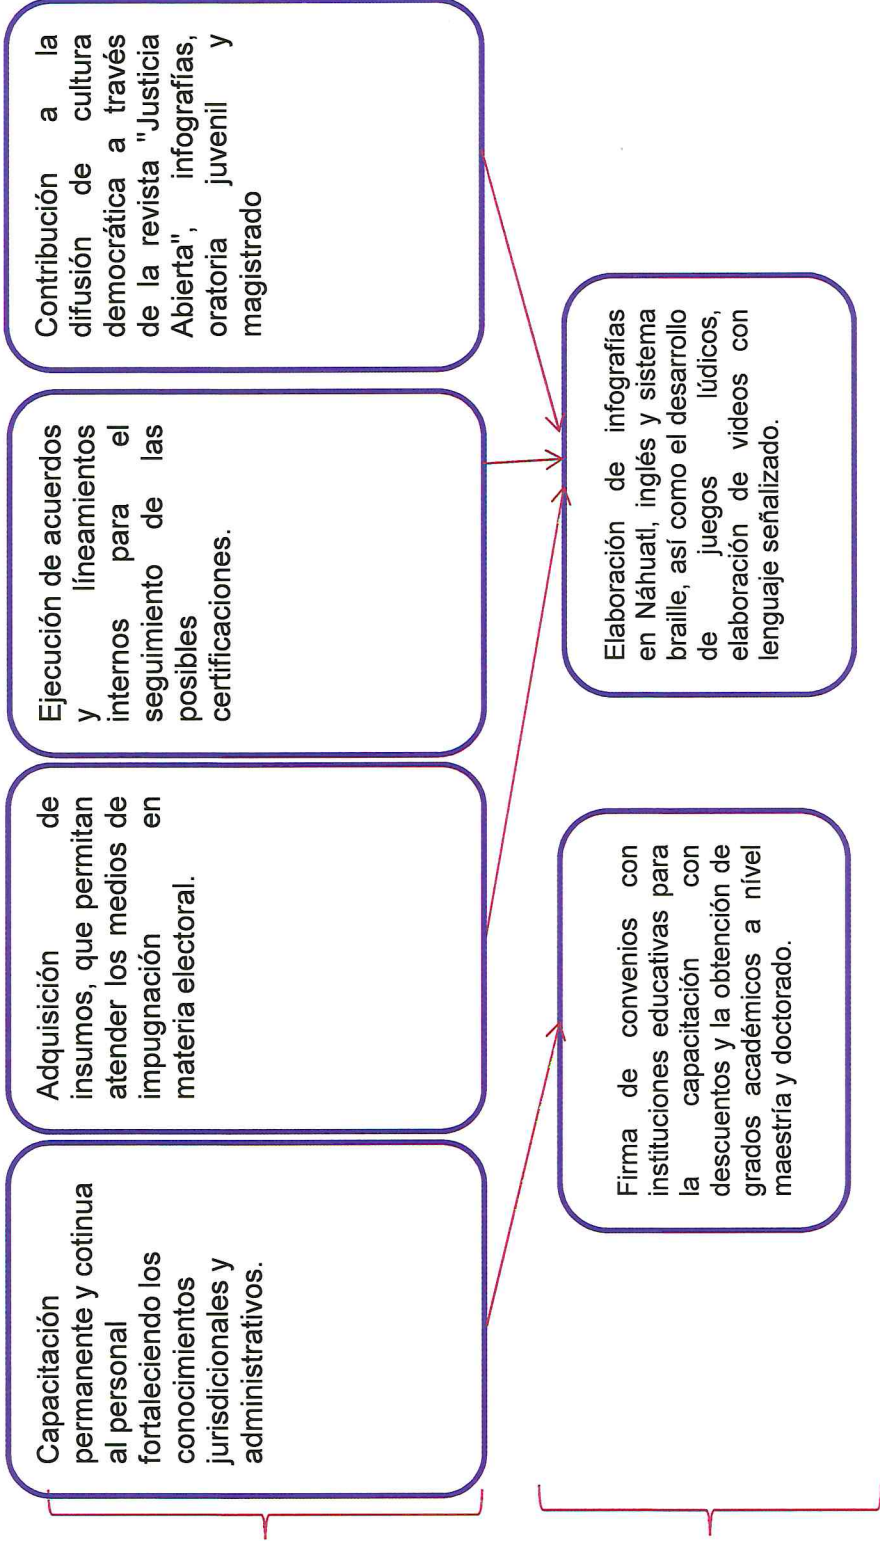 Capacitación
permanente y cotinua
al personal
fortaleciendo los
conocimientos
jurisdicionales y
administrativos.
Adquisición de
insumos, que permitan
atender los medios de
impugnación en
materia electoral.
Ejecución de acuerdos
y líneamientos
internos para el
seguimiento de las
posibles
certificaciones.
Contribución a la
difusión de cultura
democrática a través
de la revista "Justicia
Abierta", infografías,
oratoria juvenil y
magistrado
Firma de convenios con
instituciones educativas para
la capacitación con
descuentos y la obtención de
grados académicos a nivel
maestría y doctorado.
Elaboración de infografías
en Náhuatl, inglés y sistema
braille, así como el desarrollo
de juegos lúdicos,
elaboración de videos con
lenguaje señalizado.